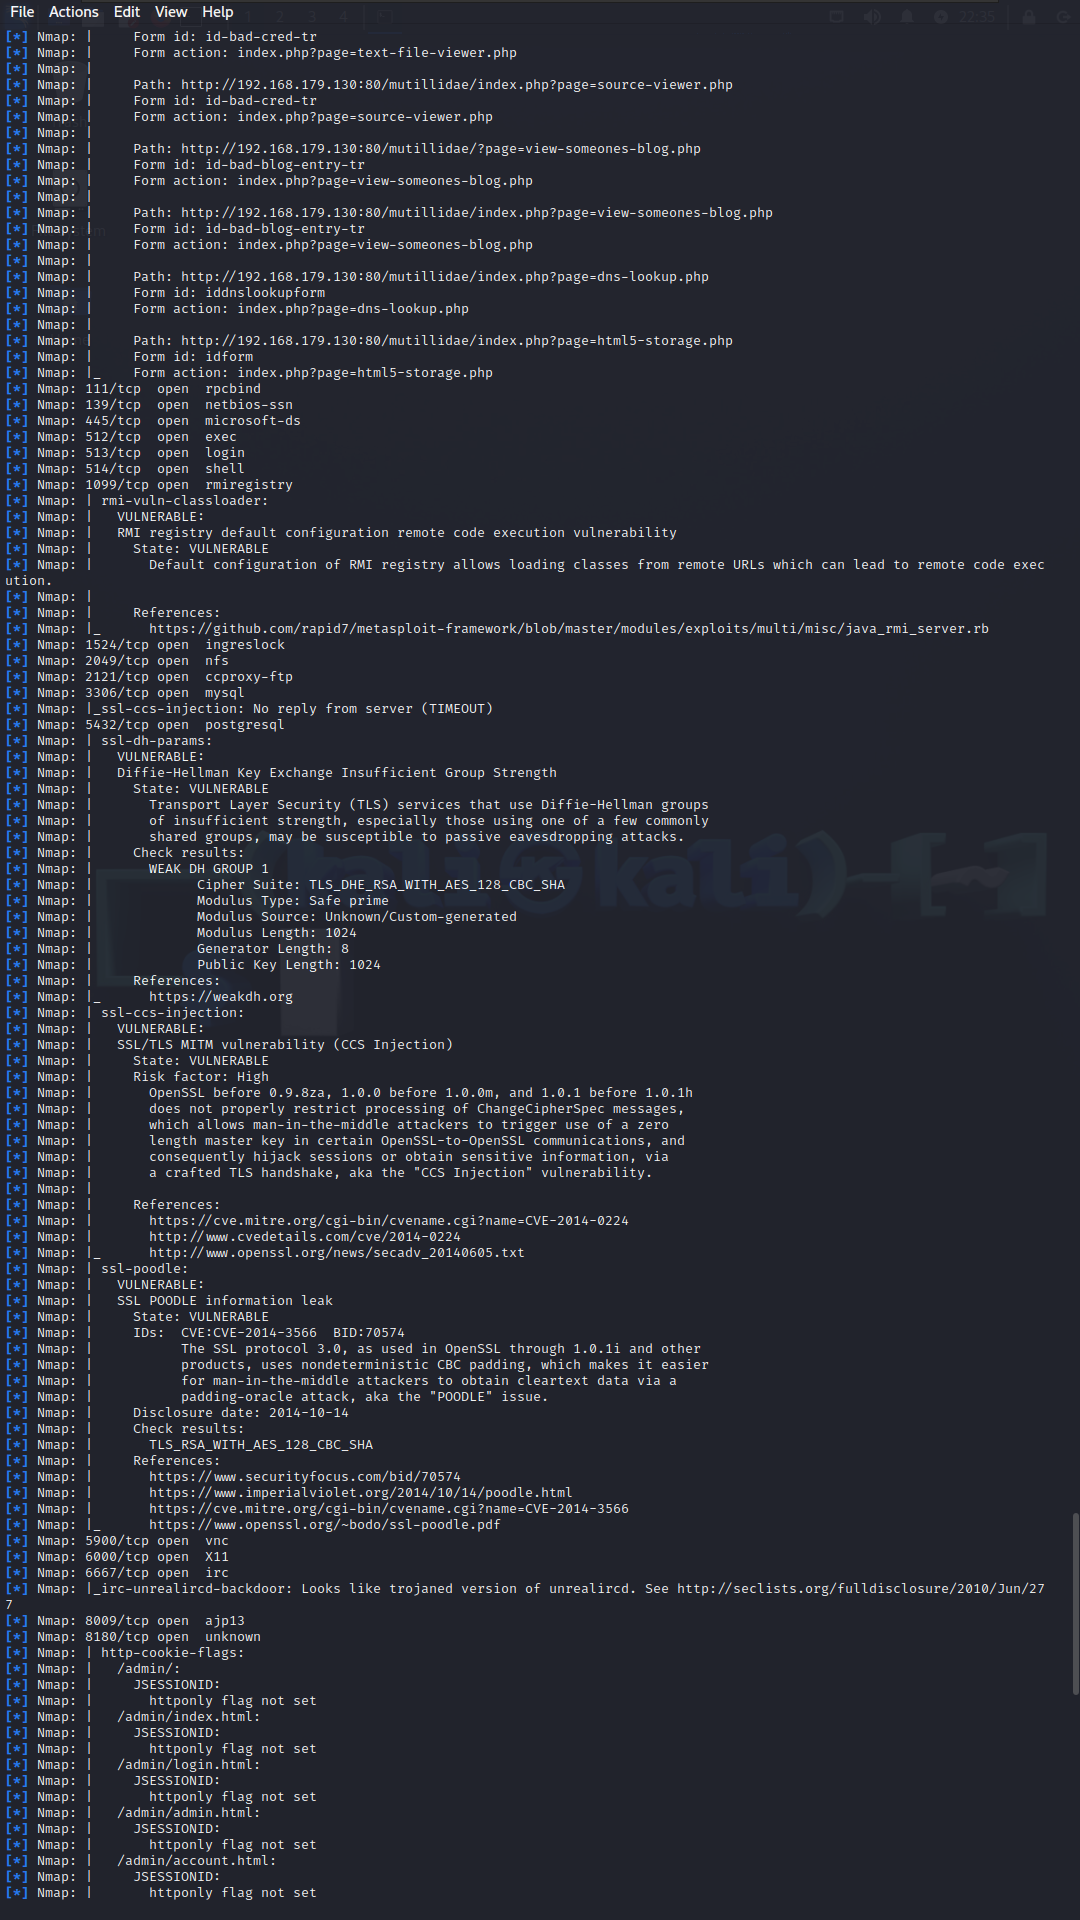 File Actions Edit View Help
[*] Nmap: |     Form id: id-bad-cred-tr
[*] Nmap: |     Form action: index.php?page=text-file-viewer.php
[*] Nmap: |
[*] Nmap: |     Path: http://192.168.179.130:80/mutillidae/index.php?page=source-viewer.php
[*] Nmap: |     Form id: id-bad-cred-tr
[*] Nmap: |     Form action: index.php?page=source-viewer.php
[*] Nmap: |
[*] Nmap: |     Path: http://192.168.179.130:80/mutillidae/?page=view-someones-blog.php
[*] Nmap: |     Form id: id-bad-blog-entry-tr
[*] Nmap: |     Form action: index.php?page=view-someones-blog.php
[*] Nmap: |
[*] Nmap: |     Path: http://192.168.179.130:80/mutillidae/index.php?page=view-someones-blog.php
[*] Nmap: |     Form id: id-bad-blog-entry-tr
[*] Nmap: |     Form action: index.php?page=view-someones-blog.php
[*] Nmap: |
[*] Nmap: |     Path: http://192.168.179.130:80/mutillidae/index.php?page=dns-lookup.php
[*] Nmap: |     Form id: iddnslookupform
[*] Nmap: |     Form action: index.php?page=dns-lookup.php
[*] Nmap: |
[*] Nmap: |     Path: http://192.168.179.130:80/mutillidae/index.php?page=html5-storage.php
[*] Nmap: |     Form id: idform
[*] Nmap: |_    Form action: index.php?page=html5-storage.php
[*] Nmap: 111/tcp  open  rpcbind
[*] Nmap: 139/tcp  open  netbios-ssn
[*] Nmap: 445/tcp  open  microsoft-ds
[*] Nmap: 512/tcp  open  exec
[*] Nmap: 513/tcp  open  login
[*] Nmap: 514/tcp  open  shell
[*] Nmap: 1099/tcp open  rmiregistry
[*] Nmap: | rmi-vuln-classloader:
[*] Nmap: |   VULNERABLE:
[*] Nmap: |   RMI registry default configuration remote code execution vulnerability
[*] Nmap: |     State: VULNERABLE
[*] Nmap: |       Default configuration of RMI registry allows loading classes from remote URLs which can lead to remote code exec
ution.
[*] Nmap: |
[*] Nmap: |     References:
[*] Nmap: |_      https://github.com/rapid7/metasploit-framework/blob/master/modules/exploits/multi/misc/java_rmi_server.rb
[*] Nmap: 1524/tcp open  ingreslock
[*] Nmap: 2049/tcp open  nfs
[*] Nmap: 2121/tcp open  ccproxy-ftp
[*] Nmap: 3306/tcp open  mysql
[*] Nmap: |_ssl-ccs-injection: No reply from server (TIMEOUT)
[*] Nmap: 5432/tcp open  postgresql
[*] Nmap: | ssl-dh-params:
[*] Nmap: |   VULNERABLE:
[*] Nmap: |   Diffie-Hellman Key Exchange Insufficient Group Strength
[*] Nmap: |     State: VULNERABLE
[*] Nmap: |       Transport Layer Security (TLS) services that use Diffie-Hellman groups
[*] Nmap: |       of insufficient strength, especially those using one of a few commonly
[*] Nmap: |       shared groups, may be susceptible to passive eavesdropping attacks.
[*] Nmap: |     Check results:
[*] Nmap: |       WEAK DH GROUP 1
[*] Nmap: |             Cipher Suite: TLS_DHE_RSA_WITH_AES_128_CBC_SHA
[*] Nmap: |             Modulus Type: Safe prime
[*] Nmap: |             Modulus Source: Unknown/Custom-generated
[*] Nmap: |             Modulus Length: 1024
[*] Nmap: |             Generator Length: 8
[*] Nmap: |             Public Key Length: 1024
[*] Nmap: |     References:
[*] Nmap: |_      https://weakdh.org
[*] Nmap: | ssl-ccs-injection:
[*] Nmap: |   VULNERABLE:
[*] Nmap: |   SSL/TLS MITM vulnerability (CCS Injection)
[*] Nmap: |     State: VULNERABLE
[*] Nmap: |     Risk factor: High
[*] Nmap: |       OpenSSL before 0.9.8za, 1.0.0 before 1.0.0m, and 1.0.1 before 1.0.1h
[*] Nmap: |       does not properly restrict processing of ChangeCipherSpec messages,
[*] Nmap: |       which allows man-in-the-middle attackers to trigger use of a zero
[*] Nmap: |       length master key in certain OpenSSL-to-OpenSSL communications, and
[*] Nmap: |       consequently hijack sessions or obtain sensitive information, via
[*] Nmap: |       a crafted TLS handshake, aka the "CCS Injection" vulnerability.
[*] Nmap: |
[*] Nmap: |     References:
[*] Nmap: |       https://cve.mitre.org/cgi-bin/cvename.cgi?name=CVE-2014-0224
[*] Nmap: |       http://www.cvedetails.com/cve/2014-0224
[*] Nmap: |_      http://www.openssl.org/news/secadv_20140605.txt
[*] Nmap: | ssl-poodle:
[*] Nmap: |   VULNERABLE:
[*] Nmap: |   SSL POODLE information leak
[*] Nmap: |     State: VULNERABLE
[*] Nmap: |     IDs:  CVE:CVE-2014-3566  BID:70574
[*] Nmap: |           The SSL protocol 3.0, as used in OpenSSL through 1.0.1i and other
[*] Nmap: |           products, uses nondeterministic CBC padding, which makes it easier
[*] Nmap: |           for man-in-the-middle attackers to obtain cleartext data via a
[*] Nmap: |           padding-oracle attack, aka the "POODLE" issue.
[*] Nmap: |     Disclosure date: 2014-10-14
[*] Nmap: |     Check results:
[*] Nmap: |       TLS_RSA_WITH_AES_128_CBC_SHA
[*] Nmap: |     References:
[*] Nmap: |       https://www.securityfocus.com/bid/70574
[*] Nmap: |       https://www.imperialviolet.org/2014/10/14/poodle.html
[*] Nmap: |       https://cve.mitre.org/cgi-bin/cvename.cgi?name=CVE-2014-3566
[*] Nmap: |_      https://www.openssl.org/~bodo/ssl-poodle.pdf
[*] Nmap: 5900/tcp open  vnc
[*] Nmap: 6000/tcp open  X11
[*] Nmap: 6667/tcp open  irc
[*] Nmap: |_irc-unrealircd-backdoor: Looks like trojaned version of unrealircd. See http://seclists.org/fulldisclosure/2010/Jun/27
7
[*] Nmap: 8009/tcp open  ajp13
[*] Nmap: 8180/tcp open  unknown
[*] Nmap: | http-cookie-flags:
[*] Nmap: |   /admin/:
[*] Nmap: |     JSESSIONID:
[*] Nmap: |       httponly flag not set
[*] Nmap: |   /admin/index.html:
[*] Nmap: |     JSESSIONID:
[*] Nmap: |       httponly flag not set
[*] Nmap: |   /admin/login.html:
[*] Nmap: |     JSESSIONID:
[*] Nmap: |       httponly flag not set
[*] Nmap: |   /admin/admin.html:
[*] Nmap: |     JSESSIONID:
[*] Nmap: |       httponly flag not set
[*] Nmap: |   /admin/account.html:
[*] Nmap: |     JSESSIONID:
[*] Nmap: |       httponly flag not set